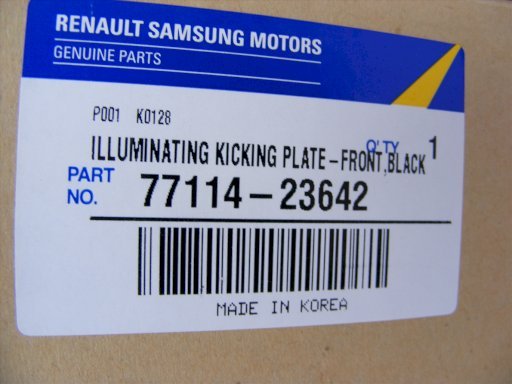 RENAULT SAMSUNG MOTORS
GENUINE PARTS
P001 K0128
Q'TY 1
ILLUMINATING KICKING PLATE-FRONT,BLACK
PART NO. 77114-23642
MADE IN KOREA